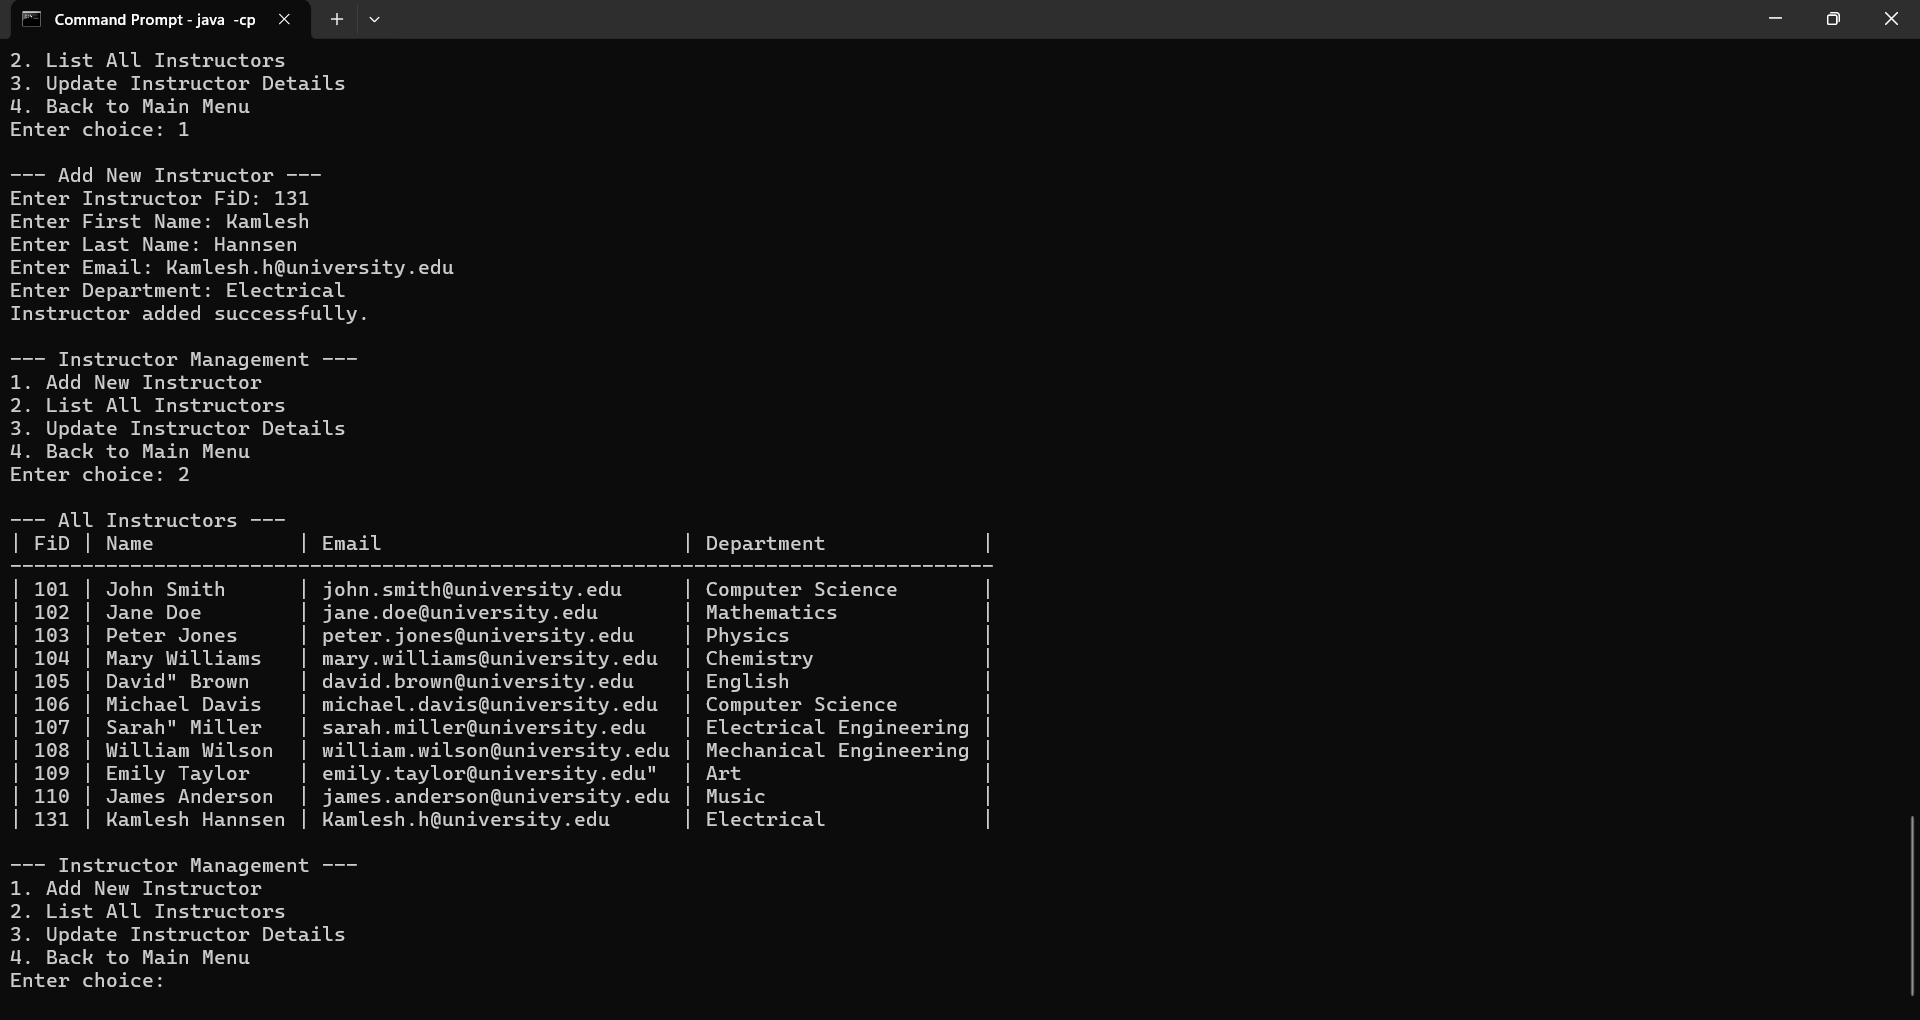 Command Prompt - java -cp
2. List All Instructors
3. Update Instructor Details
4. Back to Main Menu
Enter choice: 1
--- Add New Instructor ---
Enter Instructor FiD: 131
Enter First Name: Kamlesh
Enter Last Name: Hannsen
Enter Email: Kamlesh.h@university.edu
Enter Department: Electrical
Instructor added successfully.
--- Instructor Management ---
1. Add New Instructor
2. List All Instructors
3. Update Instructor Details
4. Back to Main Menu
Enter choice: 2
--- All Instructors ---
| FiD | Name            | Email                         | Department             |
----------------------------------------------------------------------------------
| 101 | John Smith      | john.smith@university.edu     | Computer Science       |
| 102 | Jane Doe        | jane.doe@university.edu       | Mathematics            |
| 103 | Peter Jones     | peter.jones@university.edu    | Physics                |
| 104 | Mary Williams   | mary.williams@university.edu  | Chemistry              |
| 105 | David" Brown    | david.brown@university.edu    | English                |
| 106 | Michael Davis   | michael.davis@university.edu  | Computer Science       |
| 107 | Sarah" Miller   | sarah.miller@university.edu   | Electrical Engineering |
| 108 | William Wilson  | william.wilson@university.edu | Mechanical Engineering |
| 109 | Emily Taylor    | emily.taylor@university.edu"  | Art                    |
| 110 | James Anderson  | james.anderson@university.edu | Music                  |
| 131 | Kamlesh Hannsen | Kamlesh.h@university.edu      | Electrical             |
--- Instructor Management ---
1. Add New Instructor
2. List All Instructors
3. Update Instructor Details
4. Back to Main Menu
Enter choice: